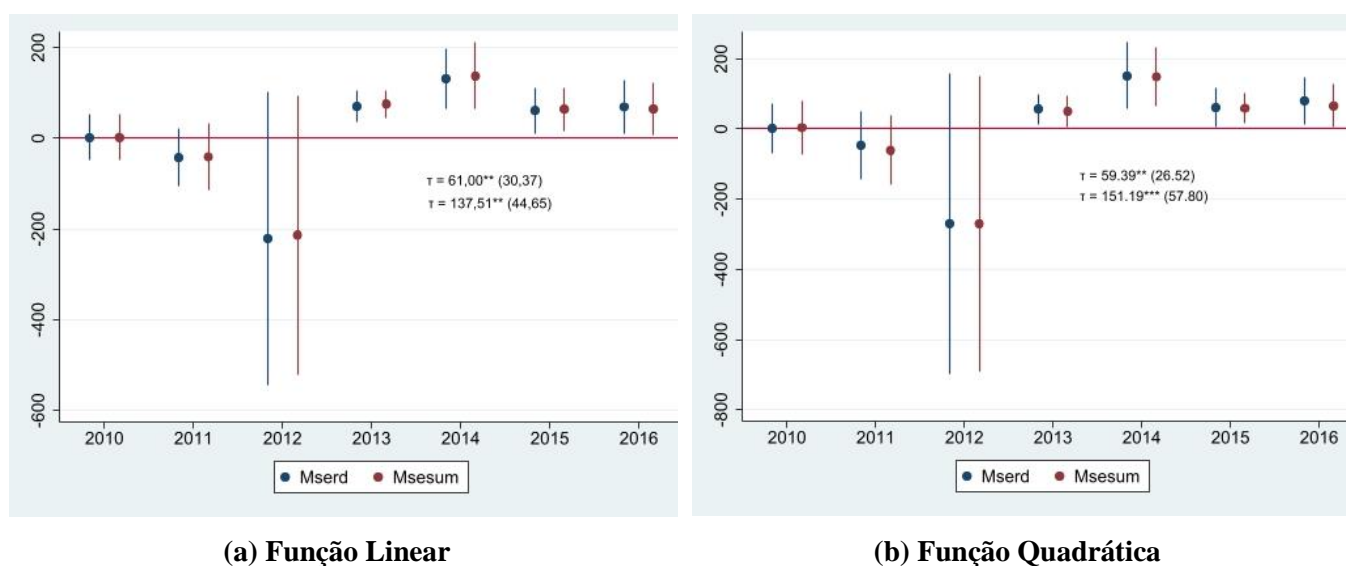 200
0
-200
-400
-600
τ = 61,00** (30,37)
τ = 137,51** (44,65)
2010 2011 2012 2013 2014 2015 2016
Mserd Msesum
(a) Função Linear
200
0
-200
-400
-600
-800
τ = 59.39** (26.52)
τ = 151.19*** (57.80)
2010 2011 2012 2013 2014 2015 2016
Mserd Msesum
(b) Função Quadrática